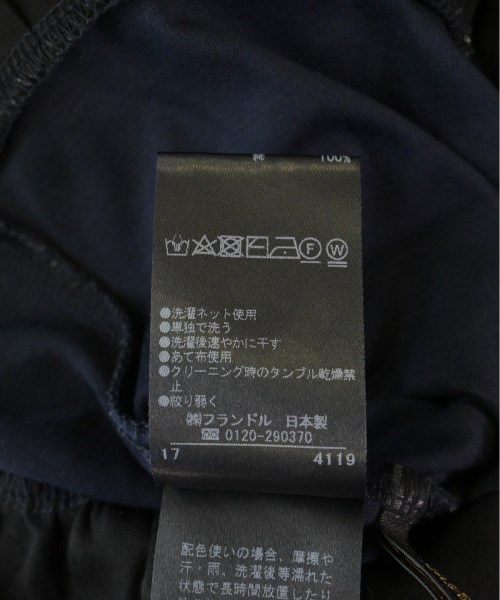 綿 100%
F W
●洗濯ネット使用
●単独で洗う
●洗濯後速やかに干す
●あて布使用
●クリーニング時のタンブル乾燥禁
止
●絞り弱く
㈱フランドル 日本製
0120-290370
17 4119
配色使いの場合、摩擦や
汗・雨、洗濯後等濡れた
状態で長時間放置したり